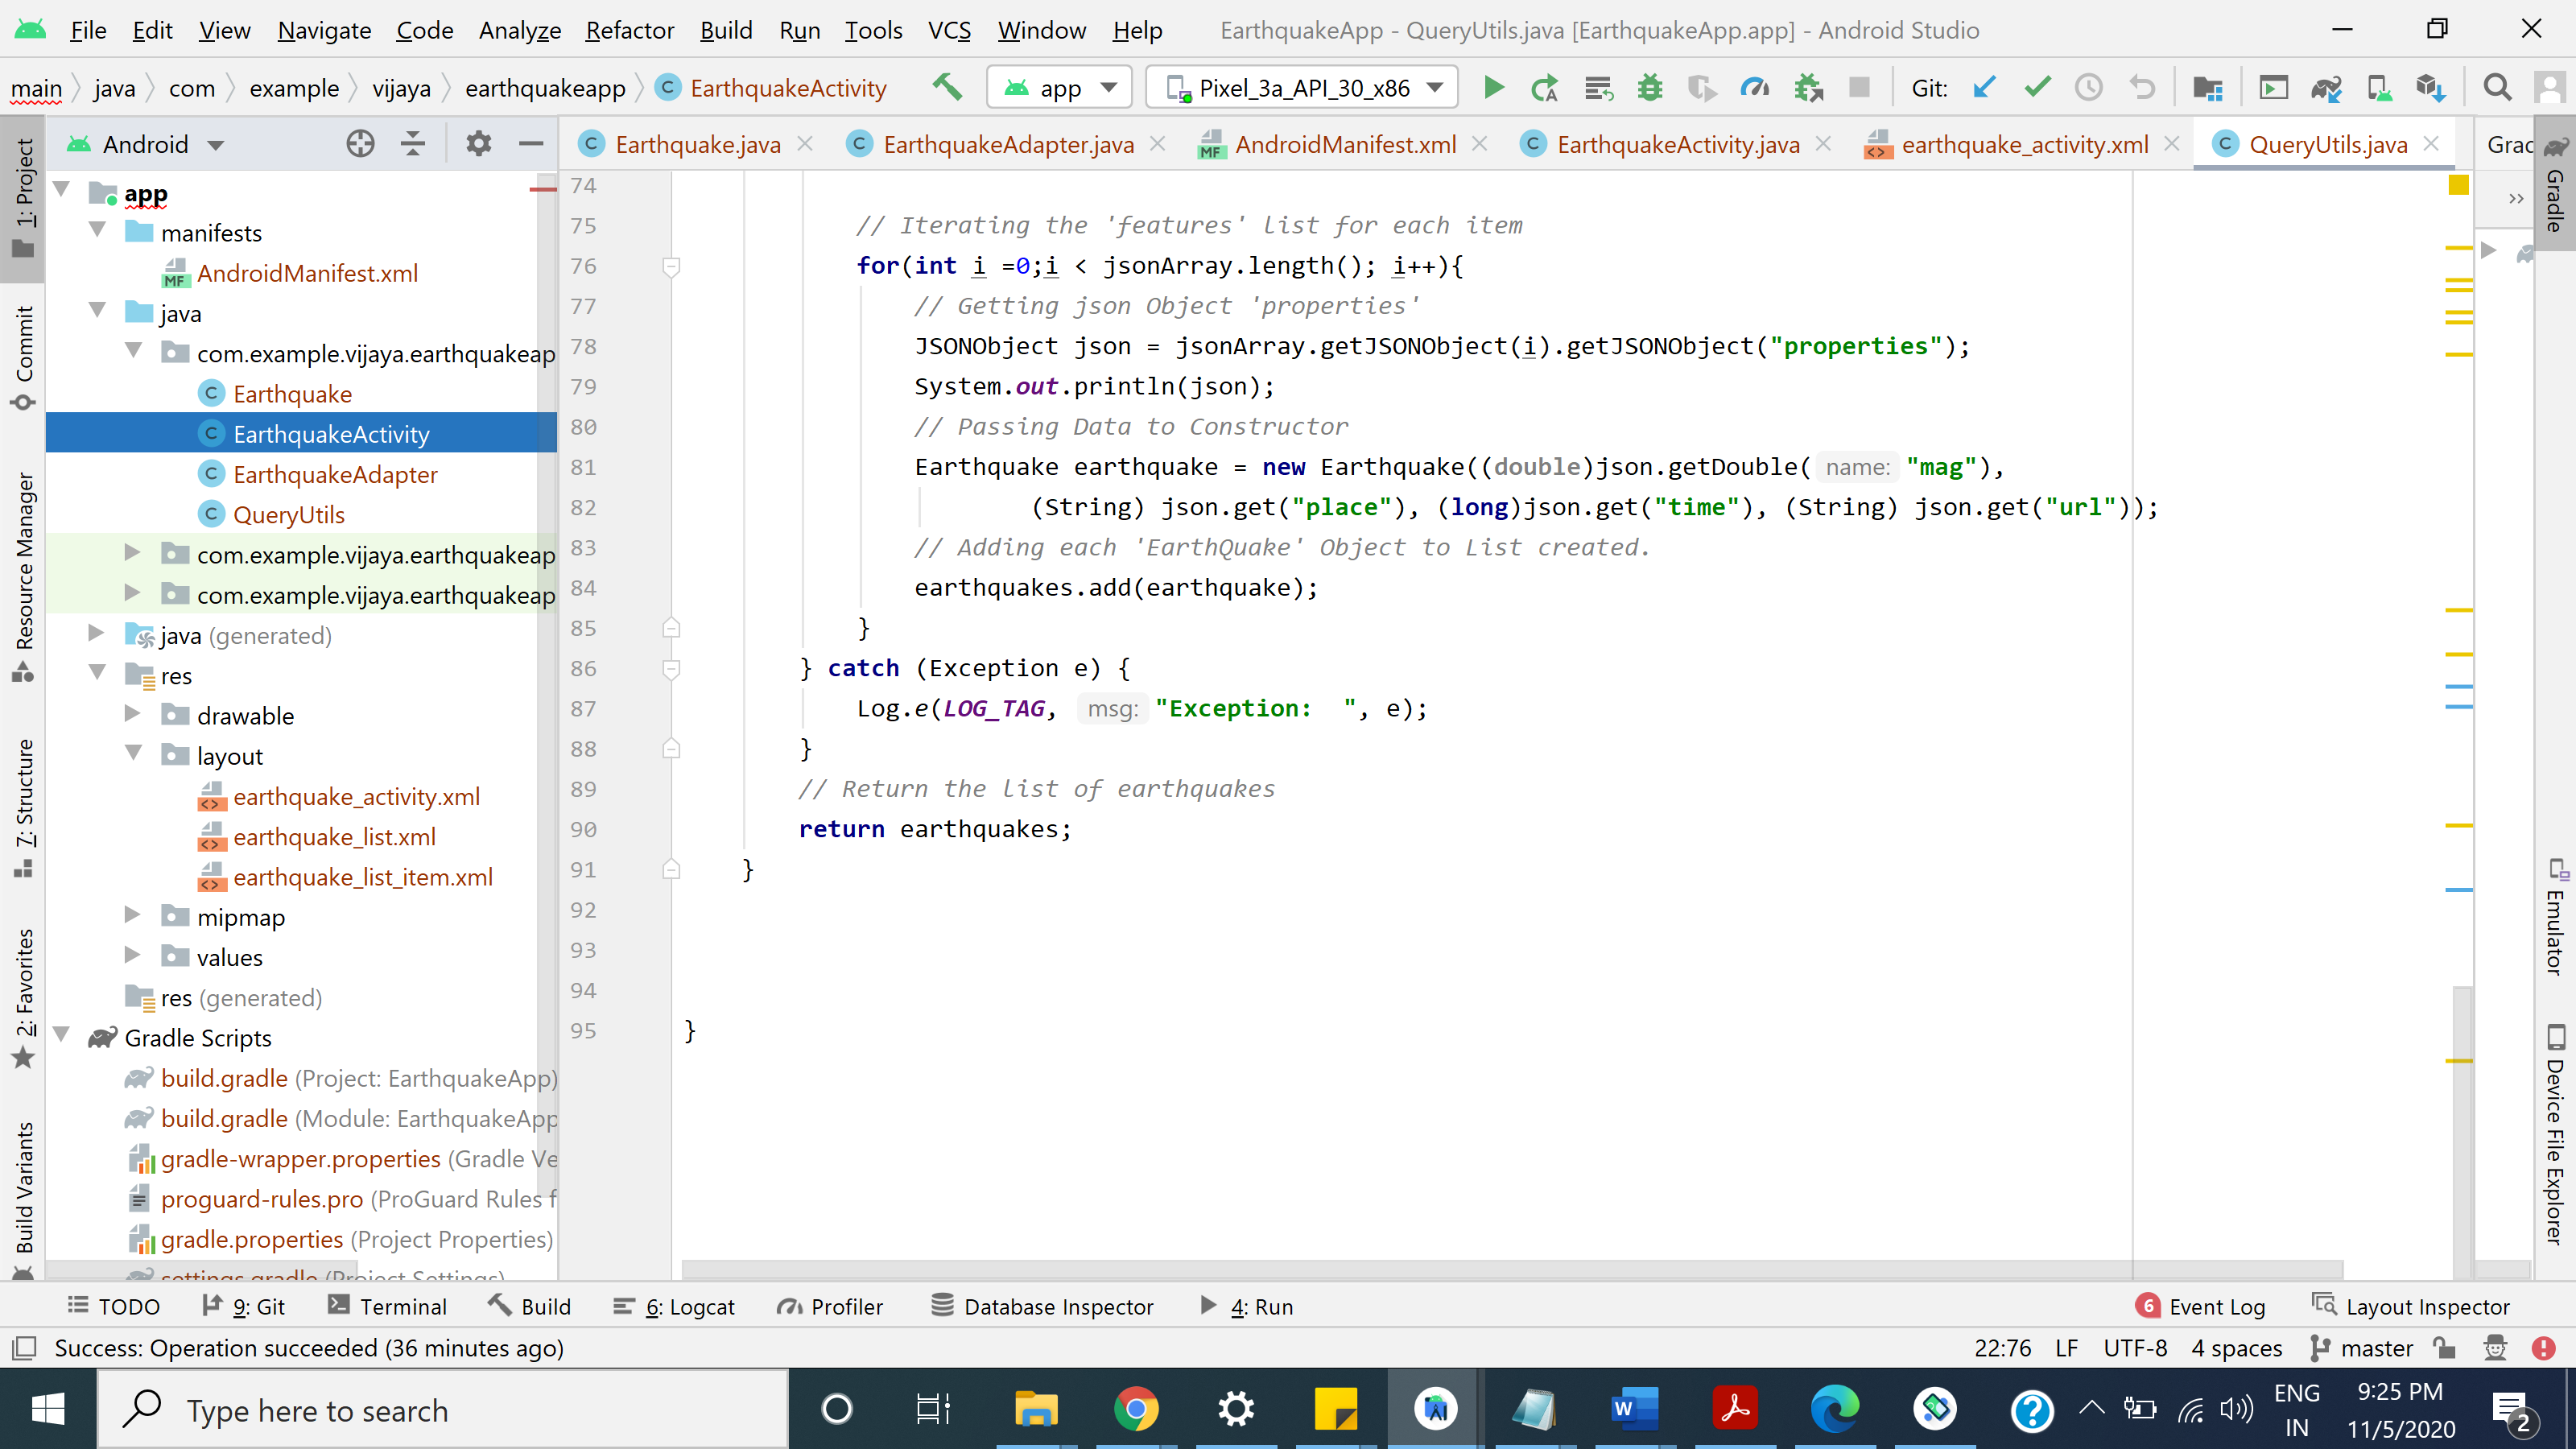 File Edit View Navigate Code Analyze Refactor Build Run Tools VCS Window Help EarthquakeApp - QueryUtils.java [EarthquakeApp.app] - Android Studio
main java com example vijaya earthquakeapp C EarthquakeActivity app Pixel_3a_API_30_x86 Git:
Android
C Earthquake.java C EarthquakeAdapter.java MF AndroidManifest.xml C EarthquakeActivity.java <> earthquake_activity.xml C QueryUtils.java Grac
1: Project
Commit
Resource Manager
7: Structure
2: Favorites
Build Variants
app
manifests
MF AndroidManifest.xml
java
com.example.vijaya.earthquakeap
C Earthquake
C EarthquakeActivity
C EarthquakeAdapter
C QueryUtils
com.example.vijaya.earthquakeap
com.example.vijaya.earthquakeap
java (generated)
res
drawable
layout
<> earthquake_activity.xml
<> earthquake_list.xml
<> earthquake_list_item.xml
mipmap
values
res (generated)
Gradle Scripts
build.gradle (Project: EarthquakeApp)
build.gradle (Module: EarthquakeApp
gradle-wrapper.properties (Gradle Ve
proguard-rules.pro (ProGuard Rules f
gradle.properties (Project Properties)
settings.gradle (Project Settings)
74
75 // Iterating the 'features' list for each item
76 for(int i =0;i < jsonArray.length(); i++){
77 // Getting json Object 'properties'
78 JSONObject json = jsonArray.getJSONObject(i).getJSONObject("properties");
79 System.out.println(json);
80 // Passing Data to Constructor
81 Earthquake earthquake = new Earthquake((double)json.getDouble( name: "mag"),
82 (String) json.get("place"), (long)json.get("time"), (String) json.get("url"));
83 // Adding each 'EarthQuake' Object to List created.
84 earthquakes.add(earthquake);
85 }
86 } catch (Exception e) {
87 Log.e(LOG_TAG, msg: "Exception:  ", e);
88 }
89 // Return the list of earthquakes
90 return earthquakes;
91 }
92
93
94
95 }
Gradle
Emulator
Device File Explorer
TODO 9: Git Terminal Build 6: Logcat Profiler Database Inspector 4: Run 6 Event Log Layout Inspector
Success: Operation succeeded (36 minutes ago) 22:76 LF UTF-8 4 spaces master
Type here to search
ENG
IN
9:25 PM
11/5/2020
2